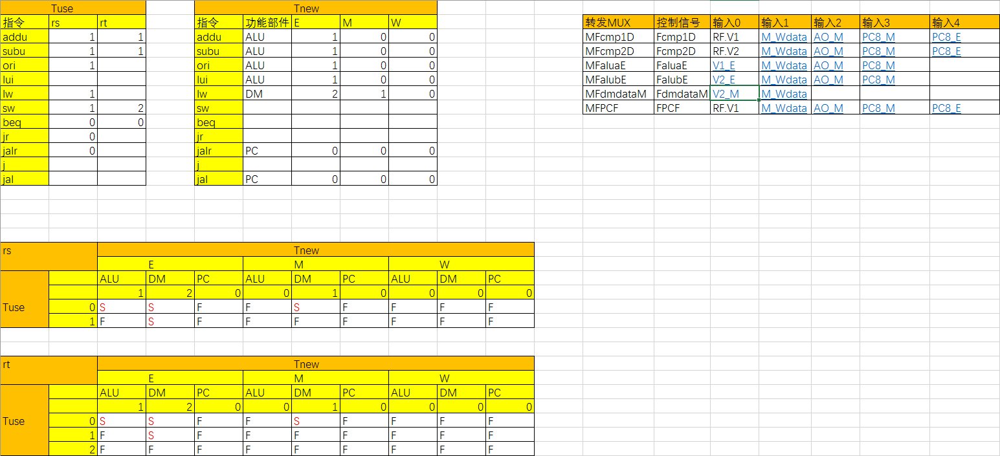 Tuse Tnew
指令 rs rt 指令 功能部件 E M W 转发MUX 控制信号 输入0 输入1 输入2 输入3 输入4
addu 1 1 addu ALU 1 0 0 MFcmp1D Fcmp1D RF.V1 M_Wdata AO_M PC8_M PC8_E
subu 1 1 subu ALU 1 0 0 MFcmp2D Fcmp2D RF.V2 M_Wdata AO_M PC8_M PC8_E
ori 1 ori ALU 1 0 0 MFaluaE FaluaE V1_E M_Wdata AO_M PC8_M
lui lui ALU 1 0 0 MFalubE FalubE V2_E M_Wdata AO_M PC8_M
lw 1 lw DM 2 1 0 MFdmdataM FdmdataM V2_M M_Wdata
sw 1 2 sw MFPCF FPCF RF.V1 M_Wdata AO_M PC8_M PC8_E
beq 0 0 beq
jr 0 jr
jalr 0 jalr PC 0 0 0
j j
jal jal PC 0 0 0
rs Tnew
E M W
ALU DM PC ALU DM PC ALU DM PC
1 2 0 0 1 0 0 0 0
Tuse 0 S S F F S F F F F
1 F S F F F F F F F
rt Tnew
E M W
ALU DM PC ALU DM PC ALU DM PC
1 2 0 0 1 0 0 0 0
Tuse 0 S S F F S F F F F
1 F S F F F F F F F
2 F F F F F F F F F